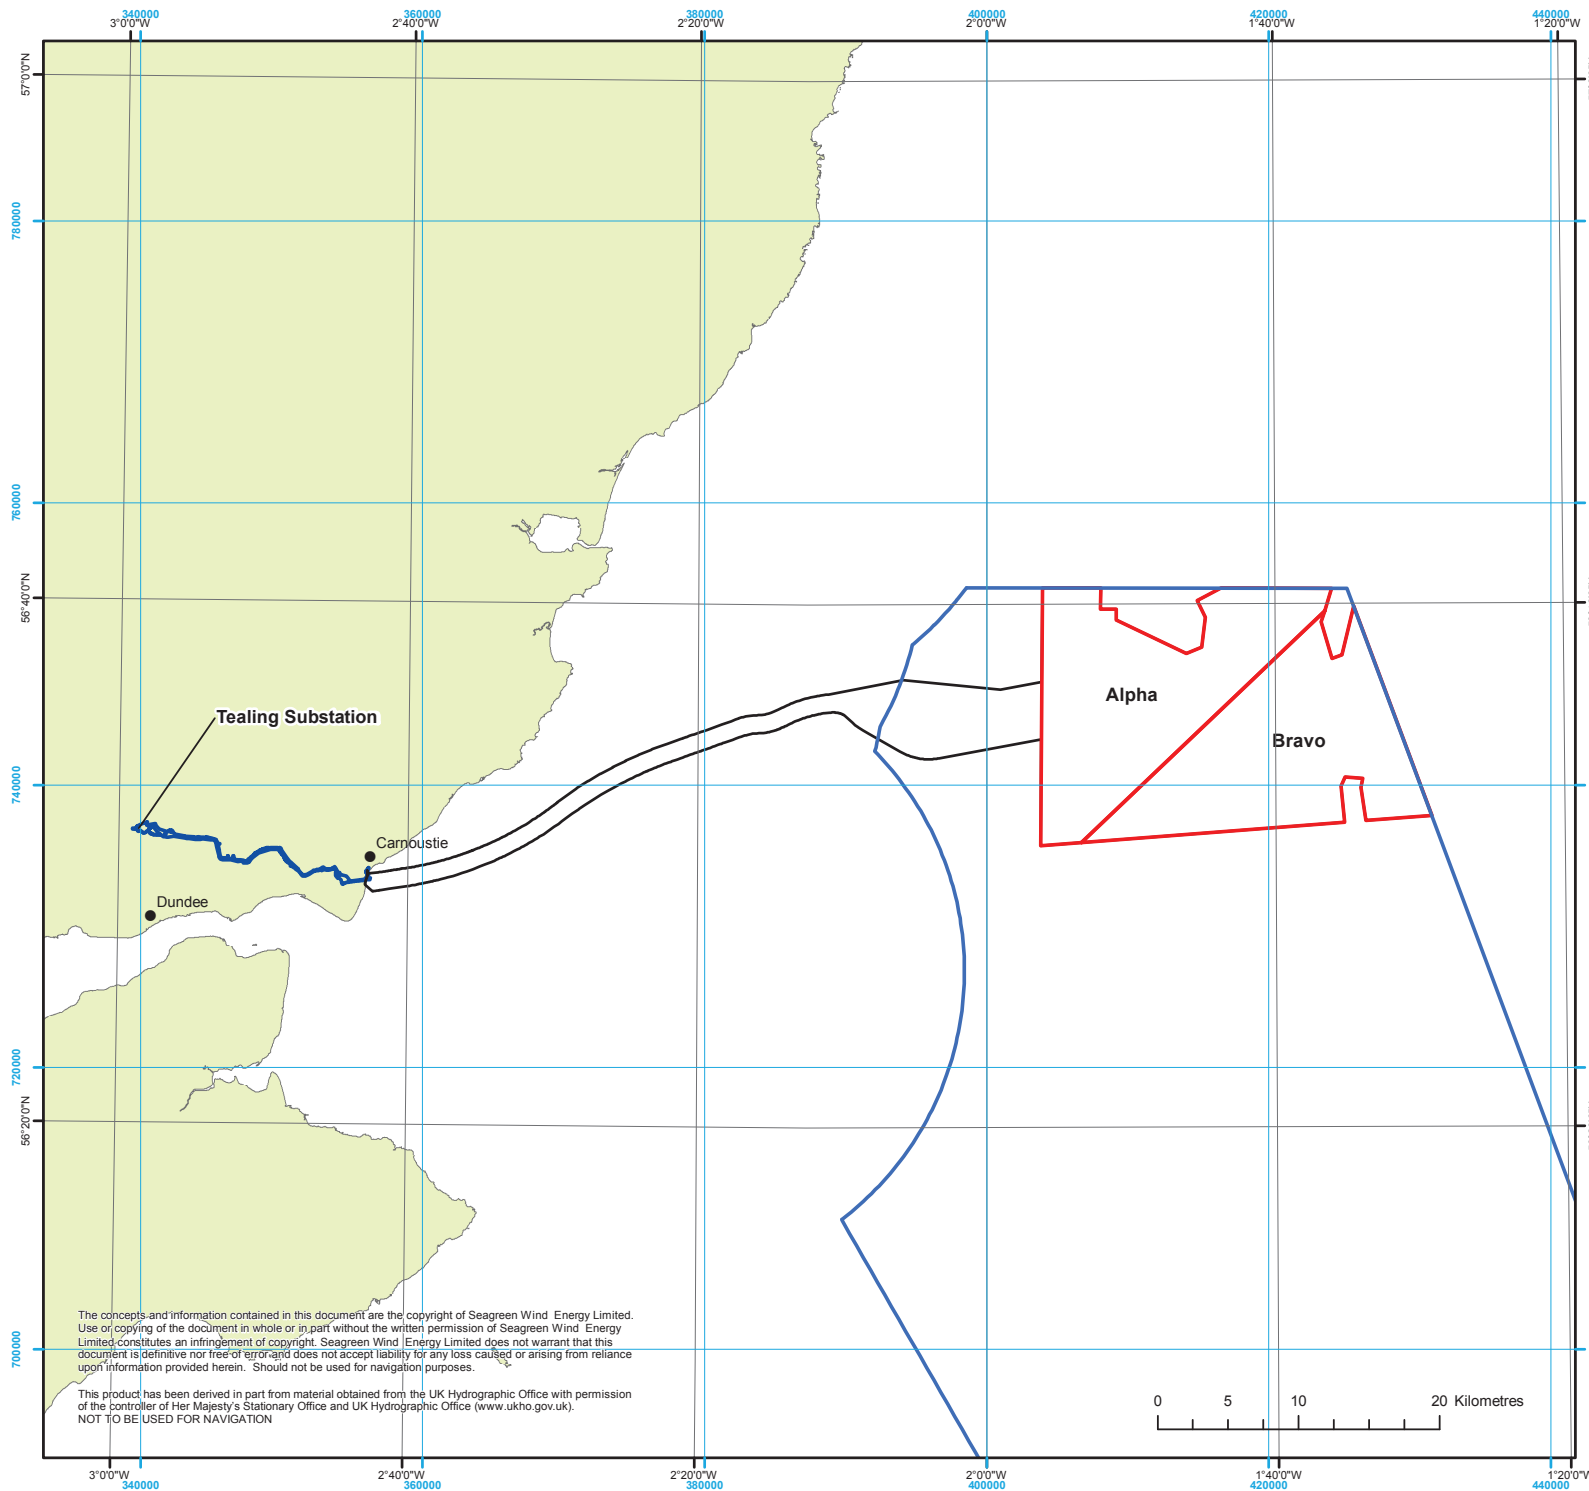 340000 360000 380000 400000 420000 440000
3°0'0"W 2°40'0"W 2°20'0"W 2°0'0"W 1°40'0"W 1°20'0"W
57°0'0"N
780000
760000
56°40'0"N
Alpha
Tealing Substation
Bravo
740000
Carnoustie
Dundee
720000
56°20'0"N
700000
The concepts and information contained in this document are the copyright of Seagreen Wind Energy Limited.
Use or copying of the document in whole or in part without the written permission of Seagreen Wind Energy
Limited constitutes an infringement of copyright. Seagreen Wind Energy Limited does not warrant that this
document is definitive nor free of error and does not accept liability for any loss caused or arising from reliance
upon information provided herein. Should not be used for navigation purposes.
This product has been derived in part from material obtained from the UK Hydrographic Office with permission
of the controller of Her Majesty's Stationary Office and UK Hydrographic Office (www.ukho.gov.uk).
NOT TO BE USED FOR NAVIGATION
0 5 10 20 Kilometres
3°0'0"W 2°40'0"W 2°20'0"W 2°0'0"W 1°40'0"W 1°20'0"W
340000 360000 380000 400000 420000 440000